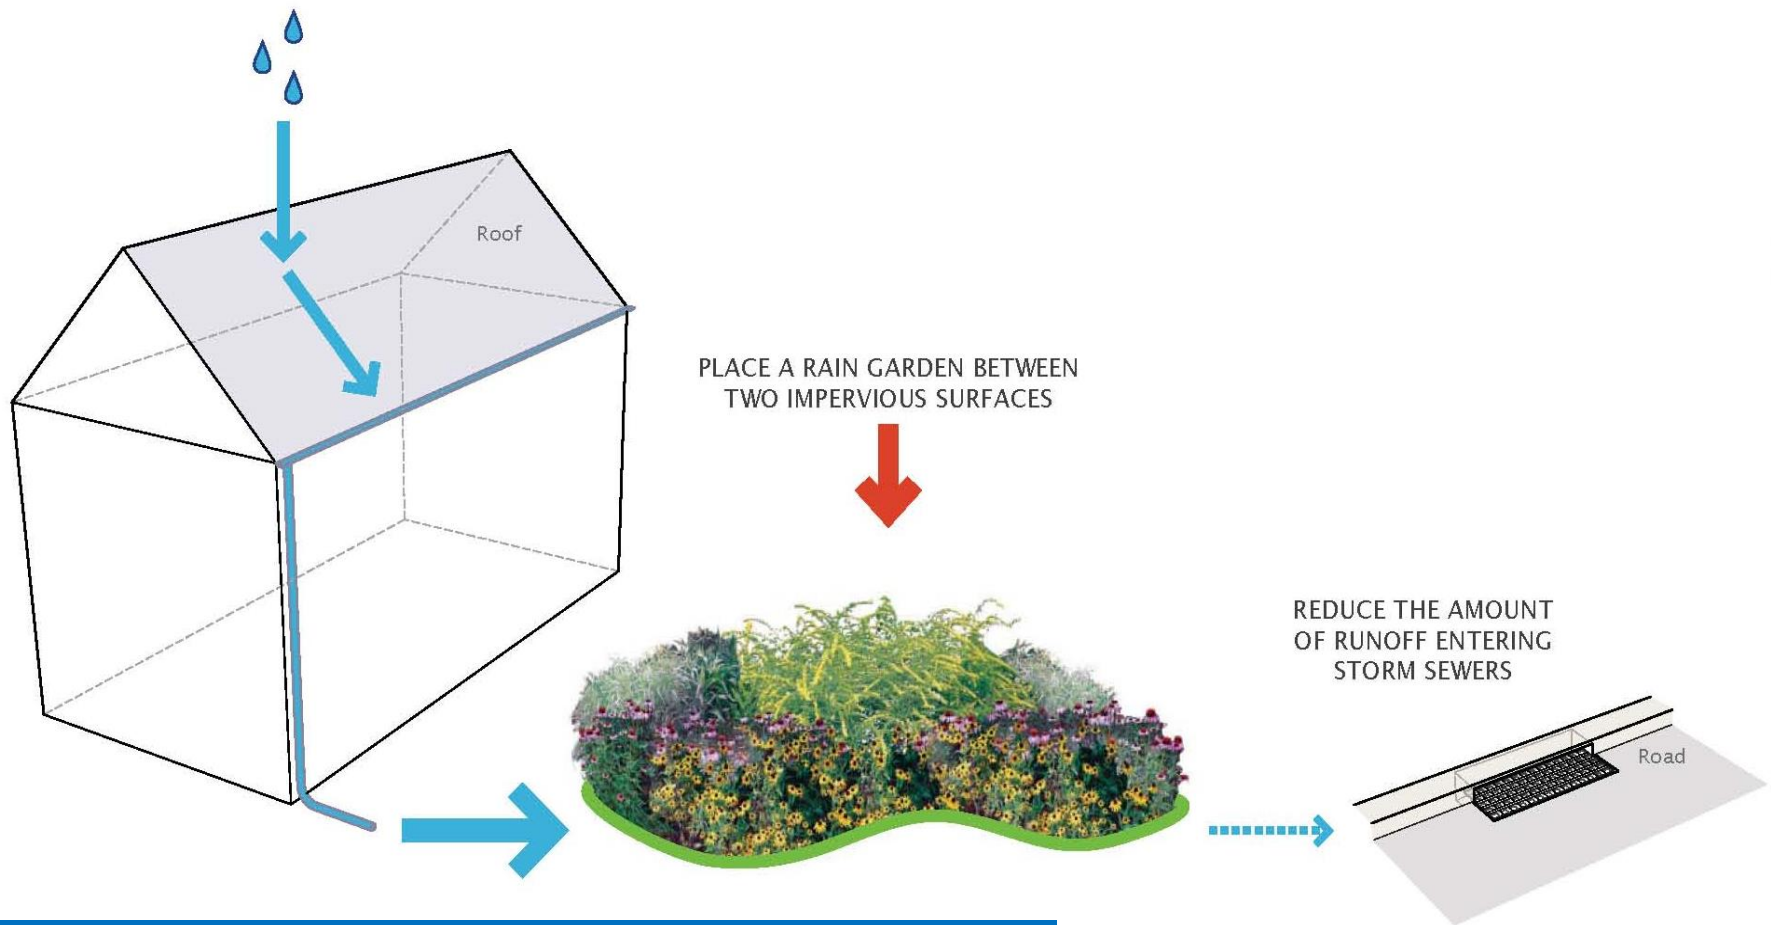 Roof
PLACE A RAIN GARDEN BETWEEN
TWO IMPERVIOUS SURFACES
REDUCE THE AMOUNT
OF RUNOFF ENTERING
STORM SEWERS
Road